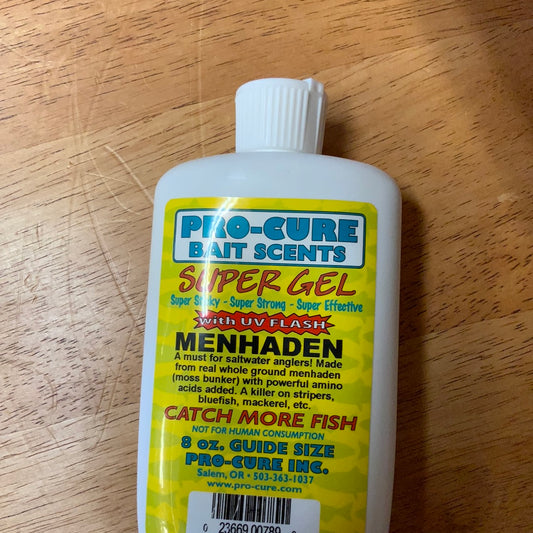 PRO-CURE
BAIT SCENTS
SUPER GEL
Super Sticky - Super Strong - Super Effective
with UV FLASH
MENHADEN
A must for saltwater anglers! Made
from real whole ground menhaden
(moss bunker) with powerful amino
acids added. A killer on stripers,
bluefish, mackerel, etc.
CATCH MORE FISH
NOT FOR HUMAN CONSUMPTION
8 oz. GUIDE SIZE
PRO-CURE INC.
Salem, OR • 503-363-1037
www.pro-cure.com
0 23669 00789